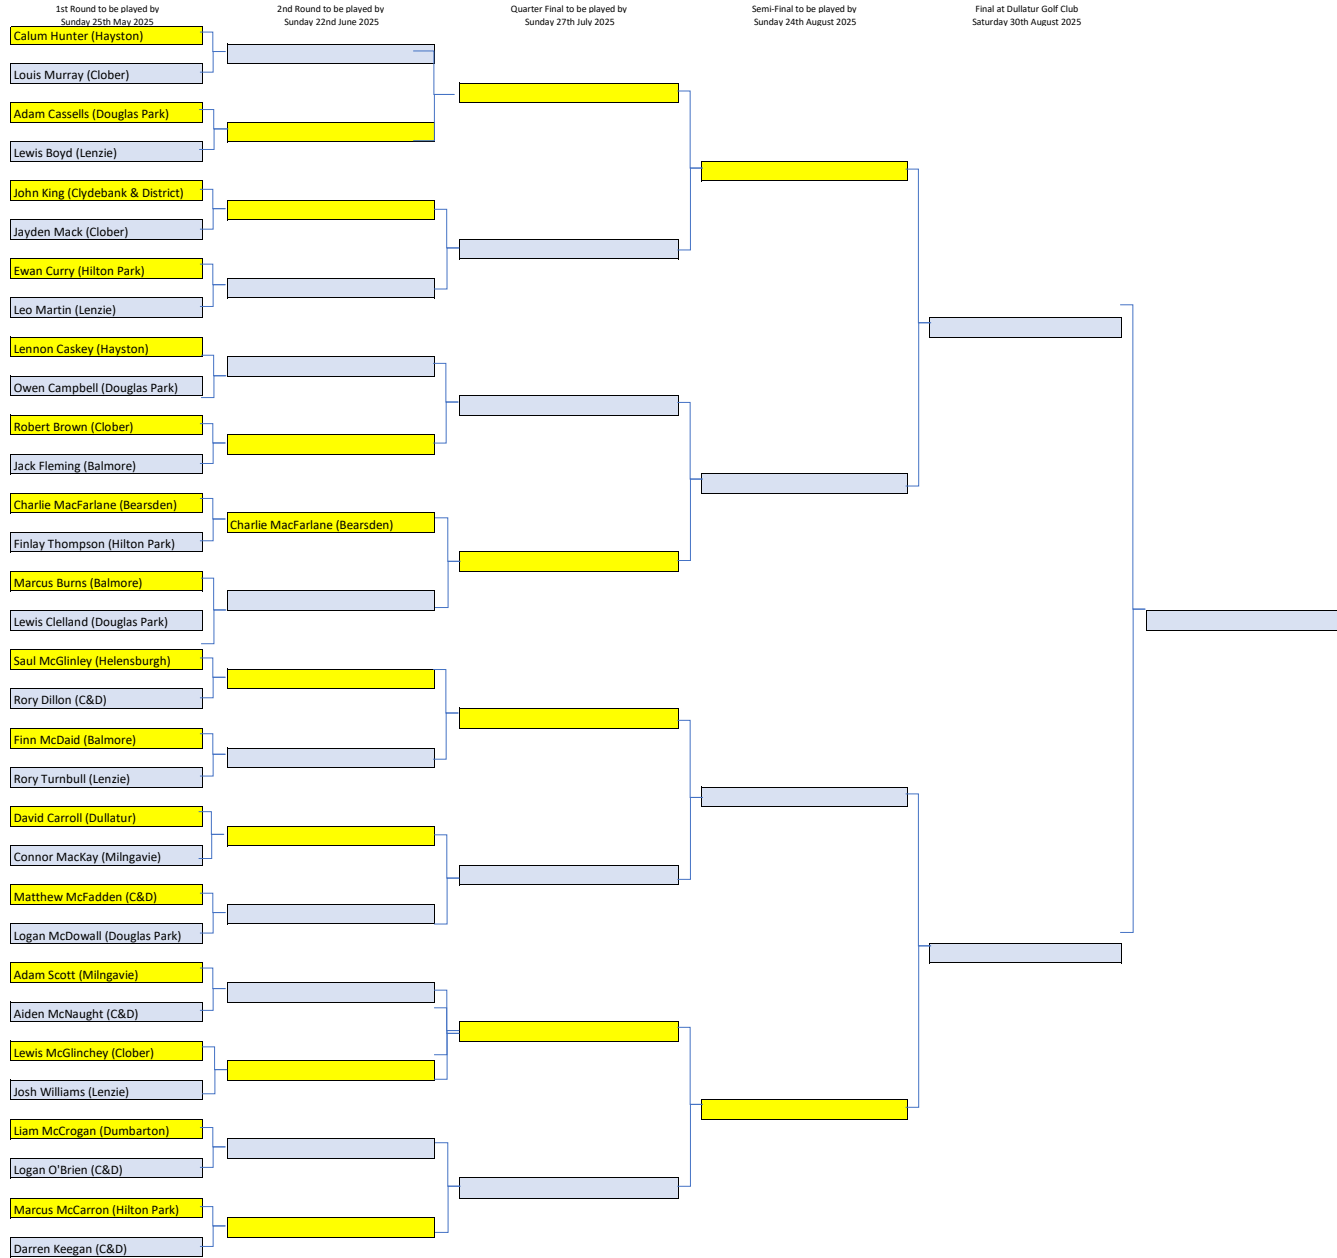 1st Round to be played by
Sunday 25th May 2025
2nd Round to be played by
Sunday 22nd June 2025
Quarter Final to be played by
Sunday 27th July 2025
Semi-Final to be played by
Sunday 24th August 2025
Final at Dullatur Golf Club
Saturday 30th August 2025
Calum Hunter (Hayston)
Louis Murray (Clober)
Adam Cassells (Douglas Park)
Lewis Boyd (Lenzie)
John King (Clydebank & District)
Jayden Mack (Clober)
Ewan Curry (Hilton Park)
Leo Martin (Lenzie)
Lennon Caskey (Hayston)
Owen Campbell (Douglas Park)
Robert Brown (Clober)
Jack Fleming (Balmore)
Charlie MacFarlane (Bearsden)
Finlay Thompson (Hilton Park)
Charlie MacFarlane (Bearsden)
Marcus Burns (Balmore)
Lewis Clelland (Douglas Park)
Saul McGlinley (Helensburgh)
Rory Dillon (C&D)
Finn McDaid (Balmore)
Rory Turnbull (Lenzie)
David Carroll (Dullatur)
Connor MacKay (Milngavie)
Matthew McFadden (C&D)
Logan McDowall (Douglas Park)
Adam Scott (Milngavie)
Aiden McNaught (C&D)
Lewis McGlinchey (Clober)
Josh Williams (Lenzie)
Liam McCrogan (Dumbarton)
Logan O'Brien (C&D)
Marcus McCarron (Hilton Park)
Darren Keegan (C&D)